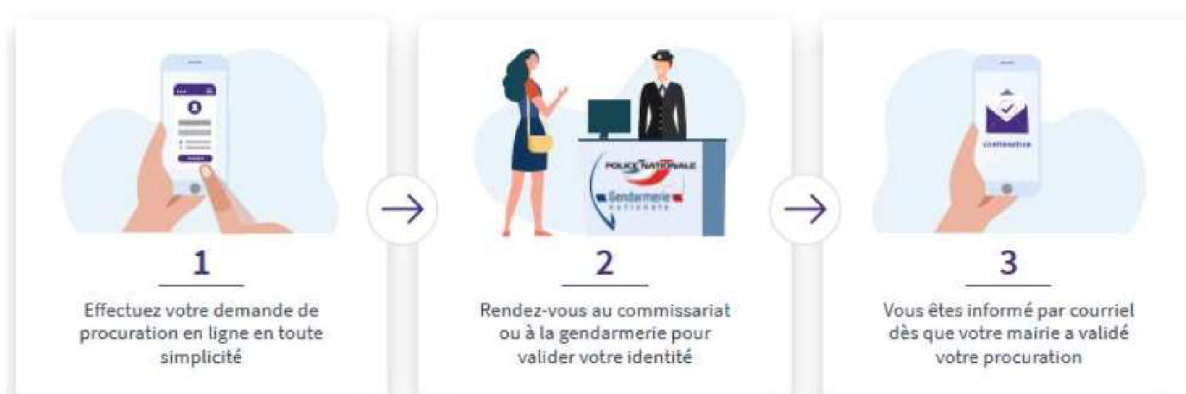 POLICE NATIONALE
Gendarmerie
nationale
CONFIRMATION
1
Effectuez votre demande de
procuration en ligne en toute
simplicité
2
Rendez-vous au commissariat
ou à la gendarmerie pour
valider votre identité
3
Vous êtes informé par courriel
dès que votre mairie a validé
votre procuration